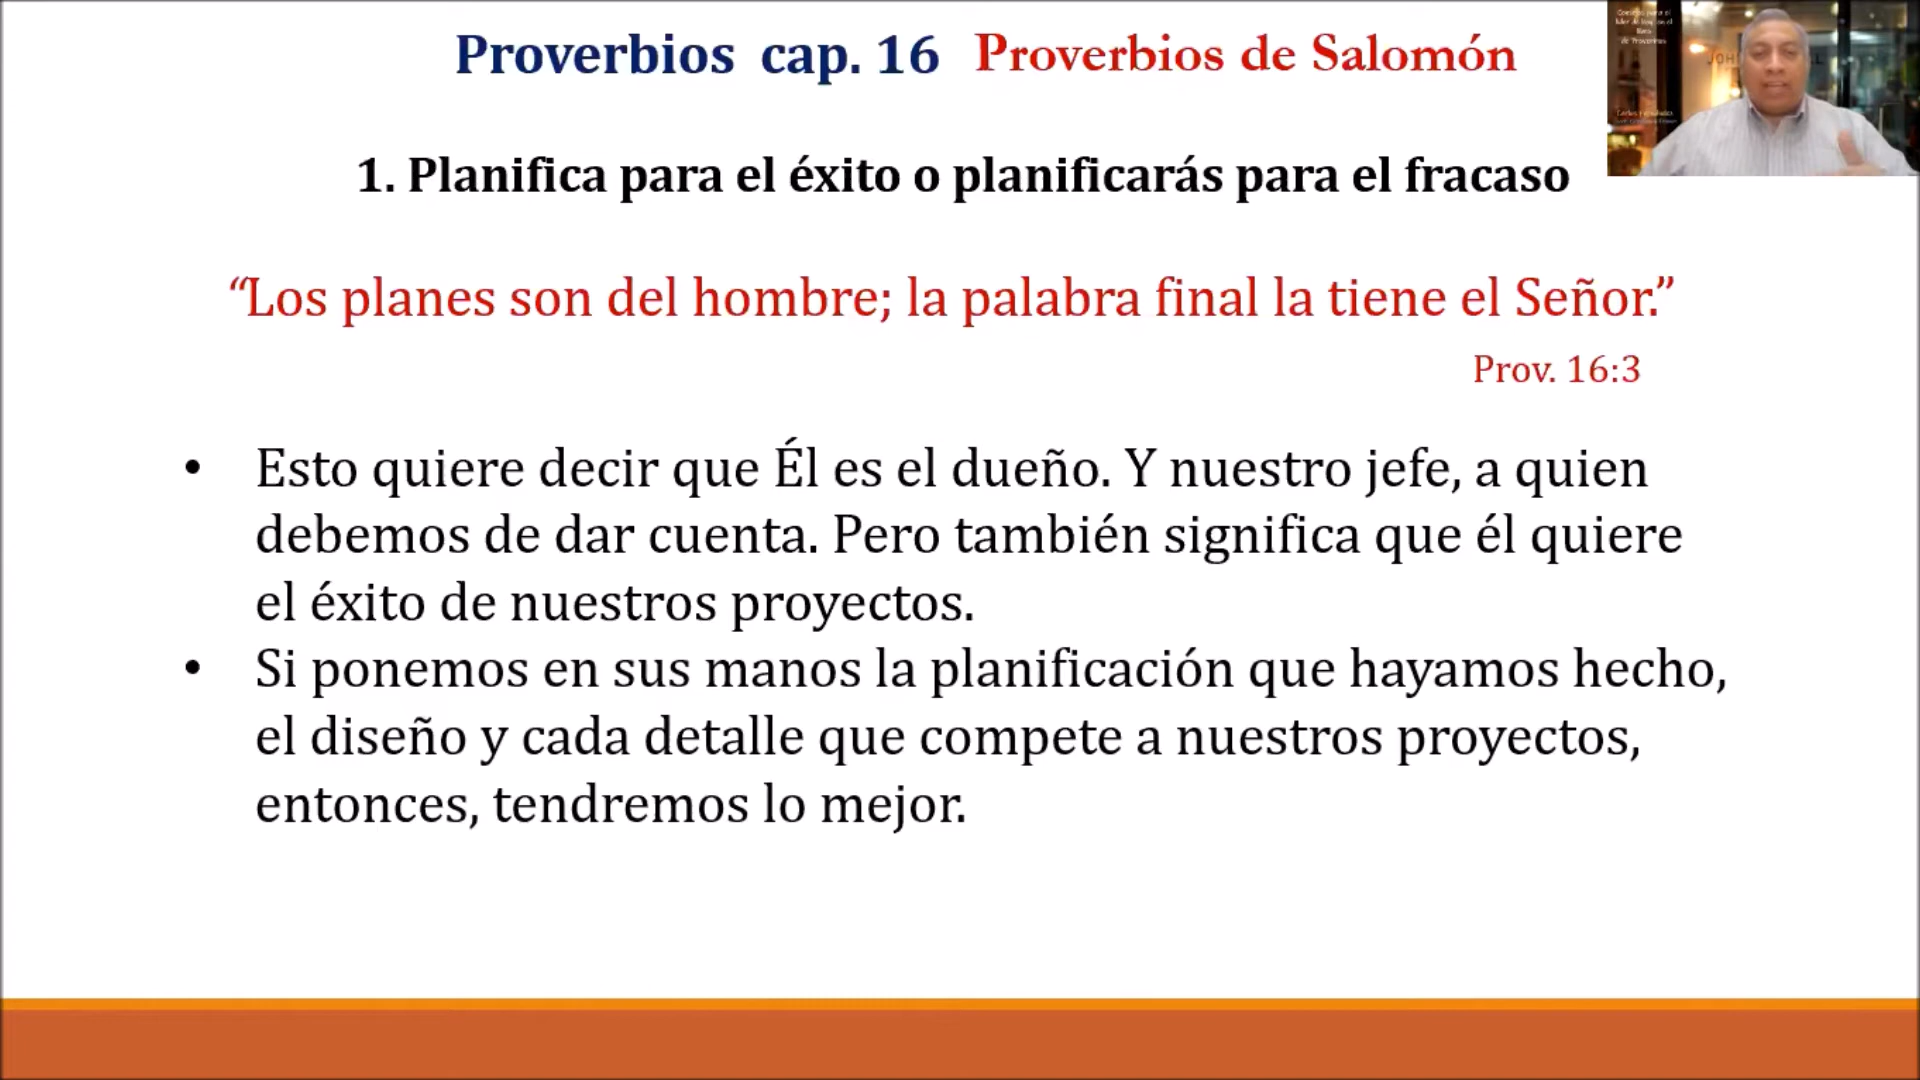 Proverbios cap. 16 Proverbios de Salomón
1. Planifica para el éxito o planificarás para el fracaso
“Los planes son del hombre; la palabra final la tiene el Señor.”
Prov. 16:3
• Esto quiere decir que Él es el dueño. Y nuestro jefe, a quien
debemos de dar cuenta. Pero también significa que él quiere
el éxito de nuestros proyectos.
• Si ponemos en sus manos la planificación que hayamos hecho,
el diseño y cada detalle que compete a nuestros proyectos,
entonces, tendremos lo mejor.